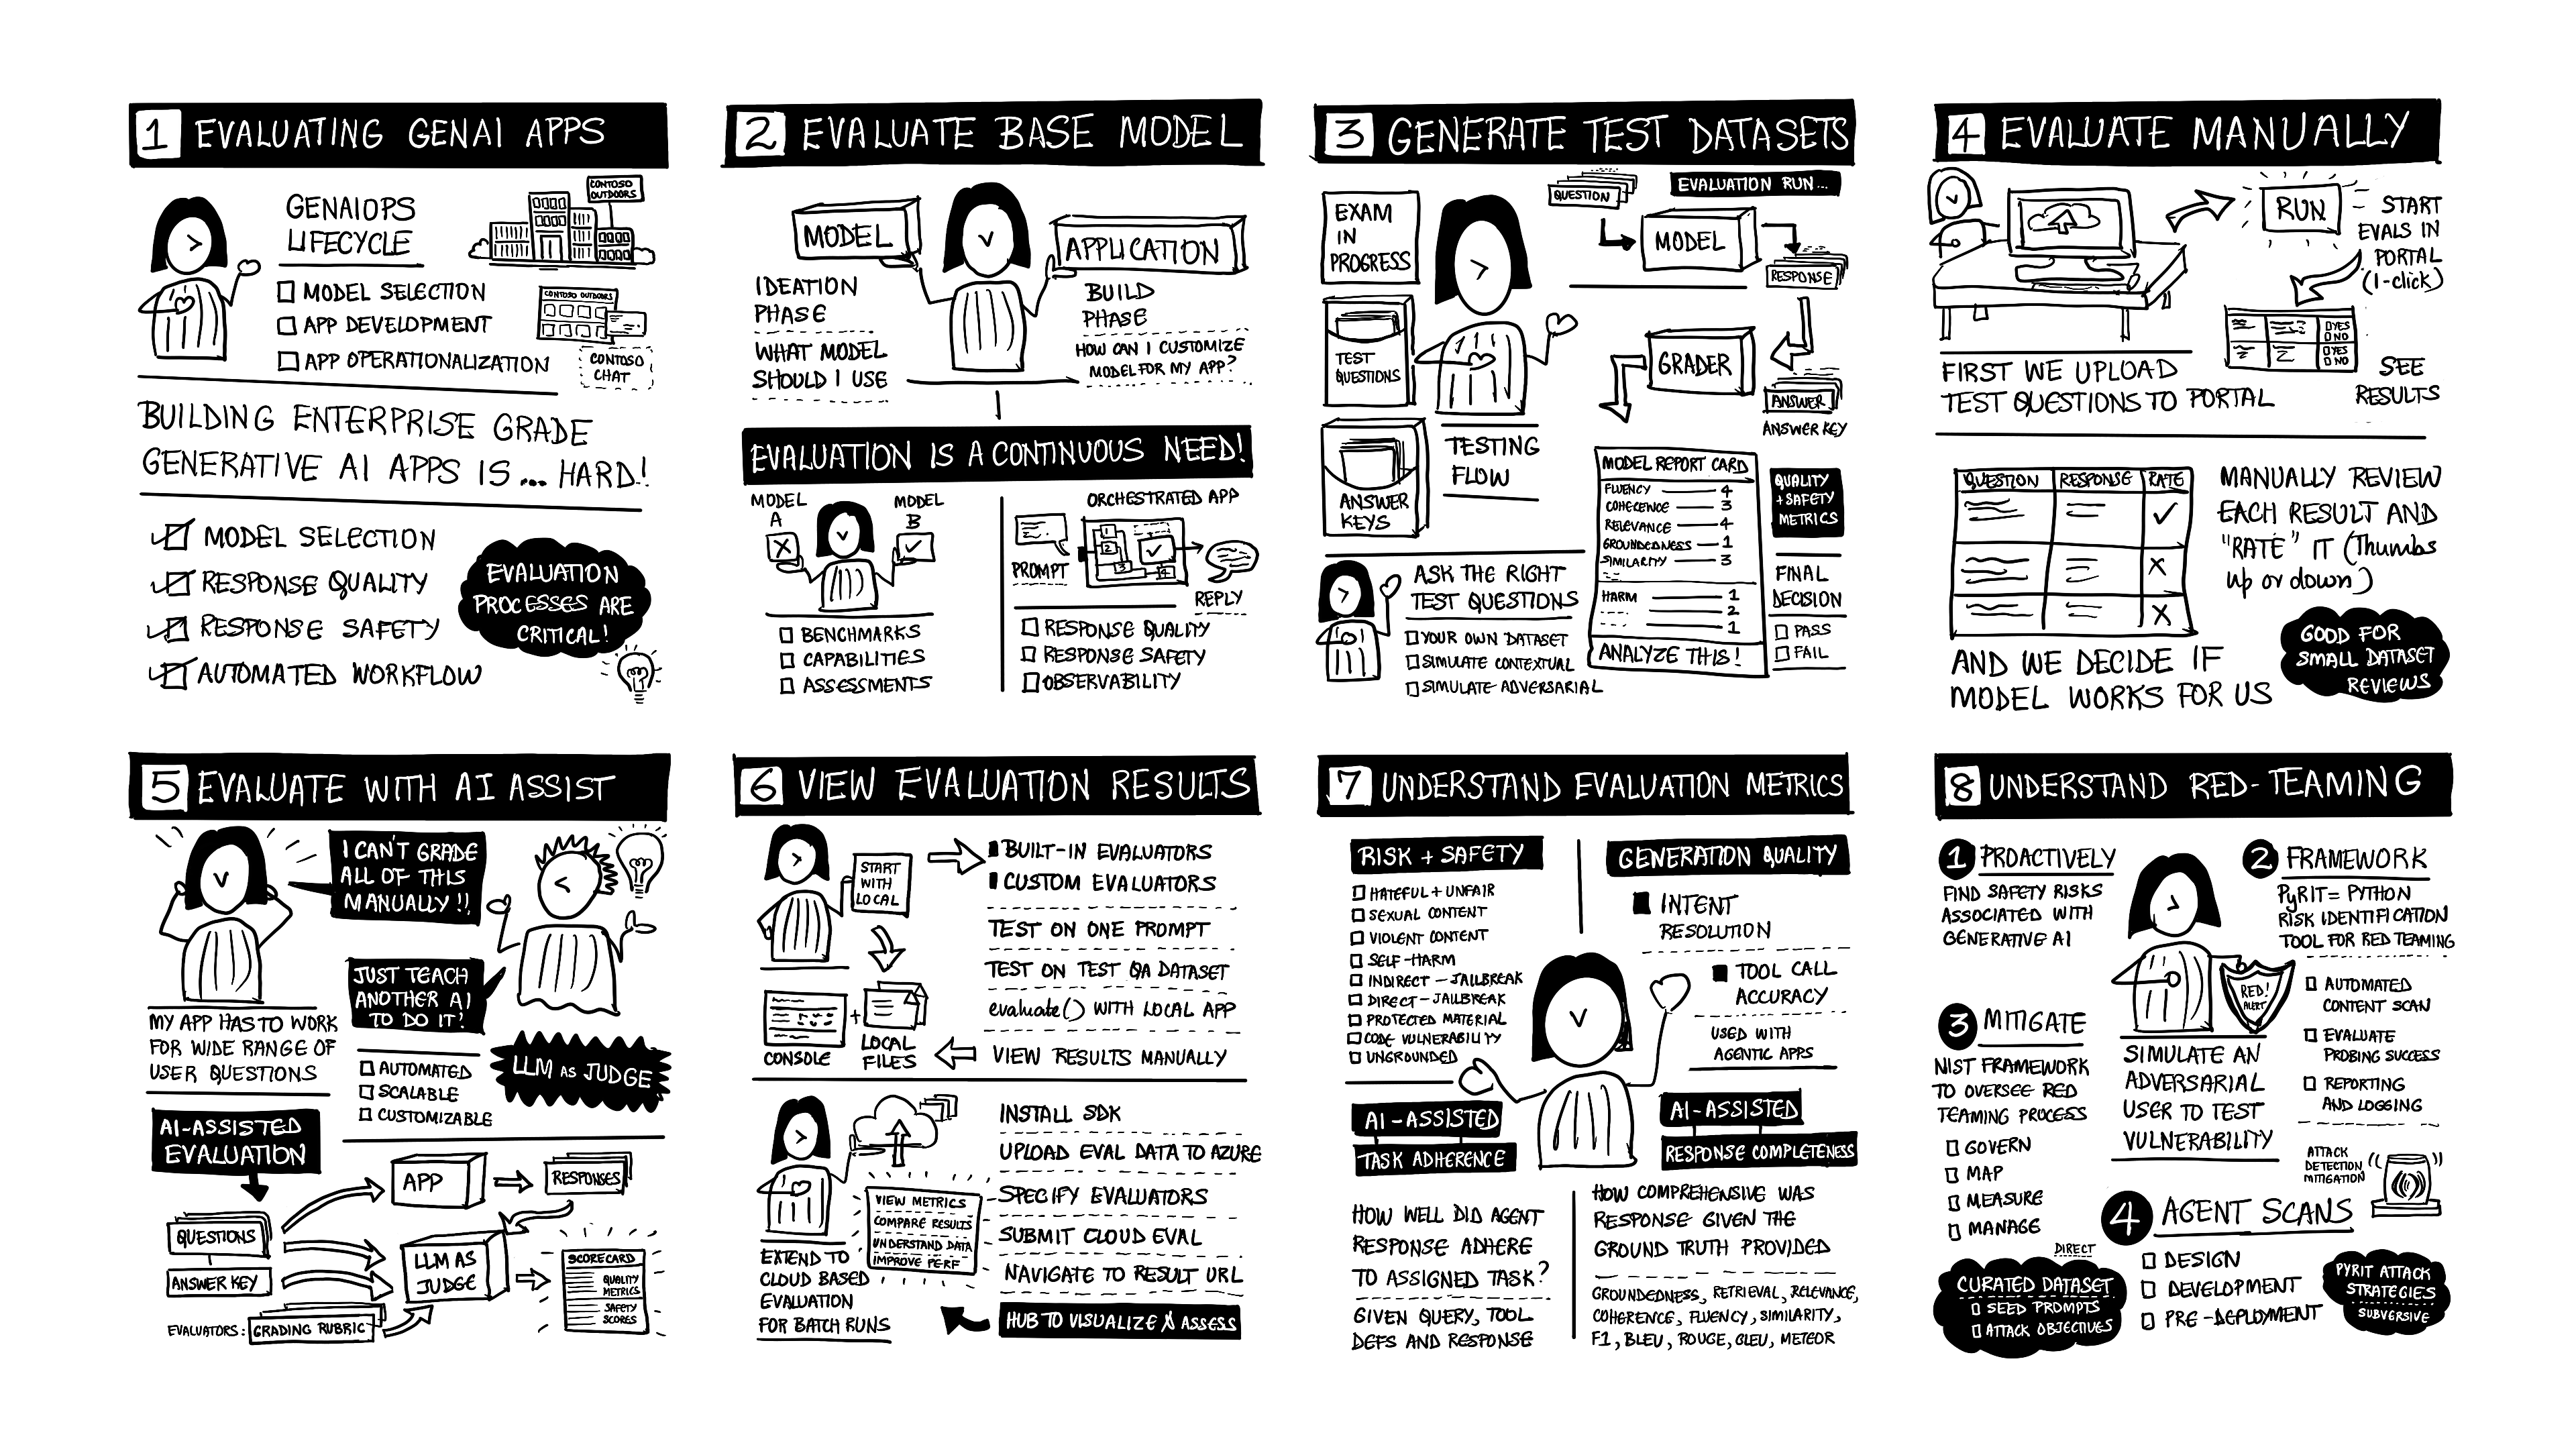 1 EVALUATING GENAI APPS
GENAIOPS
LIFECYCLE
MODEL SELECTION
APP DEVELOPMENT
APP OPERATIONALIZATION
CONTOSO
OUTDOORS
CONTOSO OUTDOORS
CONTOSO
CHAT
BUILDING ENTERPRISE GRADE
GENERATIVE AI APPS IS... HARD!
MODEL SELECTION
RESPONSE QUALITY
RESPONSE SAFETY
AUTOMATED WORKFLOW
EVALUATION
PROCESSES ARE
CRITICAL!
2 EVALUATE BASE MODEL
MODEL
APPLICATION
IDEATION
PHASE
WHAT MODEL
SHOULD I USE
BUILD
PHASE
HOW CAN I CUSTOMIZE
MODEL FOR MY APP?
EVALUATION IS A CONTINUOUS NEED!
MODEL
A
MODEL
B
BENCHMARKS
CAPABILITIES
ASSESSMENTS
ORCHESTRATED APP
PROMPT
1
2
3
4
REPLY
RESPONSE QUALITY
RESPONSE SAFETY
OBSERVABILITY
3 GENERATE TEST DATASETS
EXAM
IN
PROGRESS
TEST
QUESTIONS
ANSWER
KEYS
TESTING
FLOW
QUESTION
EVALUATION RUN...
MODEL
RESPONSE
GRADER
ANSWER
ANSWER KEY
MODEL REPORT CARD
FLUENCY 4
COHERENCE 3
RELEVANCE 4
GROUNDEDNESS 1
SIMILARITY 3
HARM 1
2
1
ANALYZE THIS!
QUALITY
+ SAFETY
METRICS
FINAL
DECISION
PASS
FAIL
ASK THE RIGHT
TEST QUESTIONS
YOUR OWN DATASET
SIMULATE CONTEXTUAL
SIMULATE ADVERSARIAL
4 EVALUATE MANUALLY
RUN
START
EVALS IN
PORTAL
(1-click)
YES
NO
YES
NO
FIRST WE UPLOAD
TEST QUESTIONS TO PORTAL
SEE
RESULTS
QUESTION RESPONSE RATE
MANUALLY REVIEW
EACH RESULT AND
"RATE" IT (Thumbs
up or down)
AND WE DECIDE IF
MODEL WORKS FOR US
GOOD FOR
SMALL DATASET
REVIEWS
5 EVALUATE WITH AI ASSIST
I CAN'T GRADE
ALL OF THIS
MANUALLY!!
JUST TEACH
ANOTHER AI
TO DO IT!
MY APP HAS TO WORK
FOR WIDE RANGE OF
USER QUESTIONS
AUTOMATED
SCALABLE
CUSTOMIZABLE
LLM AS JUDGE
AI-ASSISTED
EVALUATION
QUESTIONS
ANSWER KEY
EVALUATORS: GRADING RUBRIC
APP
RESPONSES
LLM AS
JUDGE
SCORECARD
QUALITY
METRICS
SAFETY
SCORES
6 VIEW EVALUATION RESULTS
START
WITH
LOCAL
BUILT-IN EVALUATORS
CUSTOM EVALUATORS
TEST ON ONE PROMPT
TEST ON TEST QA DATASET
evaluate() WITH LOCAL APP
VIEW RESULTS MANUALLY
CONSOLE
+
LOCAL
FILES
EXTEND TO
CLOUD BASED
EVALUATION
FOR BATCH RUNS
VIEW METRICS
COMPARE RESULTS
UNDERSTAND DATA
IMPROVE PERF
INSTALL SDK
UPLOAD EVAL DATA TO AZURE
SPECIFY EVALUATORS
SUBMIT CLOUD EVAL
NAVIGATE TO RESULT URL
HUB TO VISUALIZE & ASSESS
7 UNDERSTAND EVALUATION METRICS
RISK + SAFETY
HATEFUL + UNFAIR
SEXUAL CONTENT
VIOLENT CONTENT
SELF-HARM
INDIRECT-JAILBREAK
DIRECT-JAILBREAK
PROTECTED MATERIAL
CODE VULNERABILITY
UNGROUNDED
GENERATION QUALITY
INTENT
RESOLUTION
TOOL CALL
ACCURACY
USED WITH
AGENTIC APPS
AI-ASSISTED
TASK ADHERENCE
HOW WELL DID AGENT
RESPONSE ADHERE
TO ASSIGNED TASK?
GIVEN QUERY, TOOL
DEFS AND RESPONSE
AI-ASSISTED
RESPONSE COMPLETENESS
HOW COMPREHENSIVE WAS
RESPONSE GIVEN THE
GROUND TRUTH PROVIDED
GROUNDEDNESS, RETRIEVAL, RELEVANCE,
COHERENCE, FLUENCY, SIMILARITY,
F1, BLEU, ROUGE, GLEU, METEOR
8 UNDERSTAND RED-TEAMING
1 PROACTIVELY
FIND SAFETY RISKS
ASSOCIATED WITH
GENERATIVE AI
2 FRAMEWORK
PyRIT = PYTHON
RISK IDENTIFICATION
TOOL FOR RED TEAMING
AUTOMATED
CONTENT SCAN
EVALUATE
PROBING SUCCESS
REPORTING
AND LOGGING
RED!
ALERT
3 MITIGATE
NIST FRAMEWORK
TO OVERSEE RED
TEAMING PROCESS
GOVERN
MAP
MEASURE
MANAGE
SIMULATE AN
ADVERSARIAL
USER TO TEST
VULNERABILITY
ATTACK
DETECTION
MITIGATION
4 AGENT SCANS
DESIGN
DEVELOPMENT
PRE-DEPLOYMENT
DIRECT
CURATED DATASET
SEED PROMPTS
ATTACK OBJECTIVES
PYRIT ATTACK
STRATEGIES
SUBVERSIVE